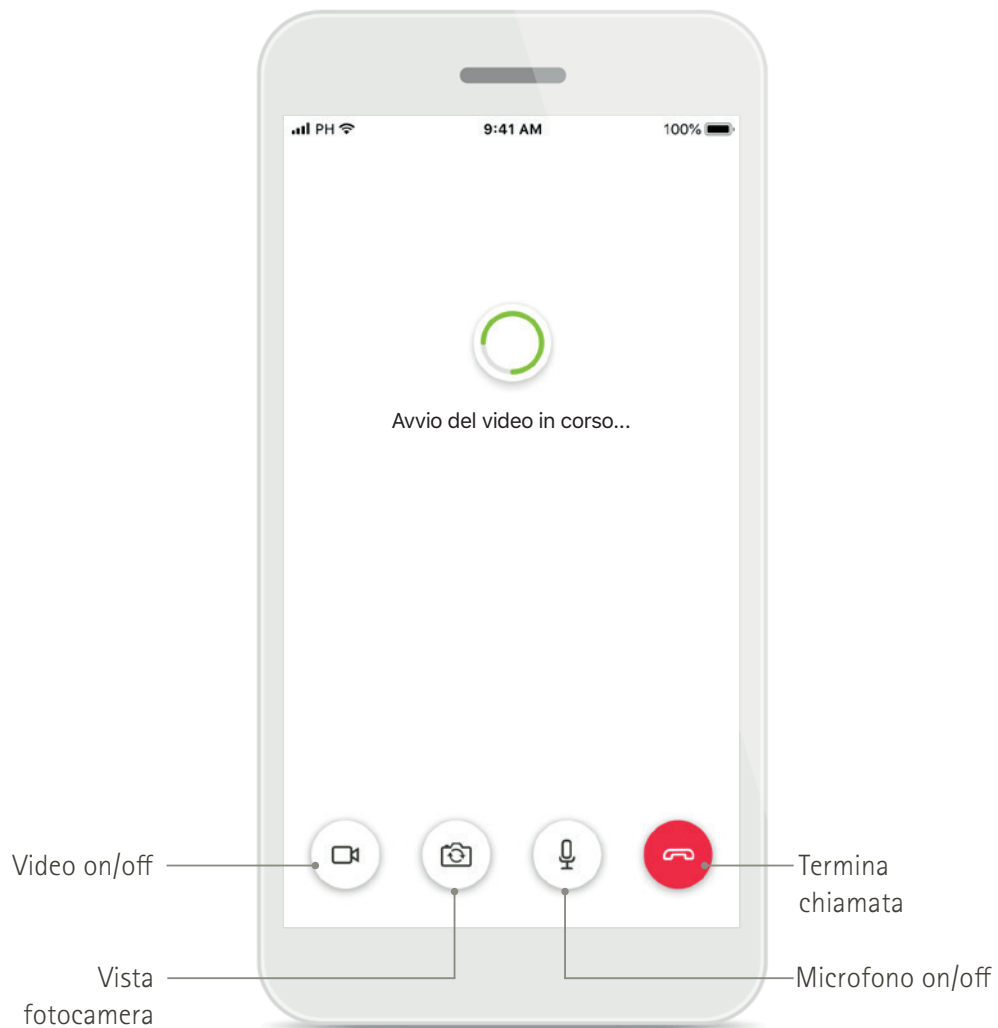 PH
9:41 AM
100%
Avvio del video in corso...
Video on/off
Termina
chiamata
Vista
fotocamera
Microfono on/off